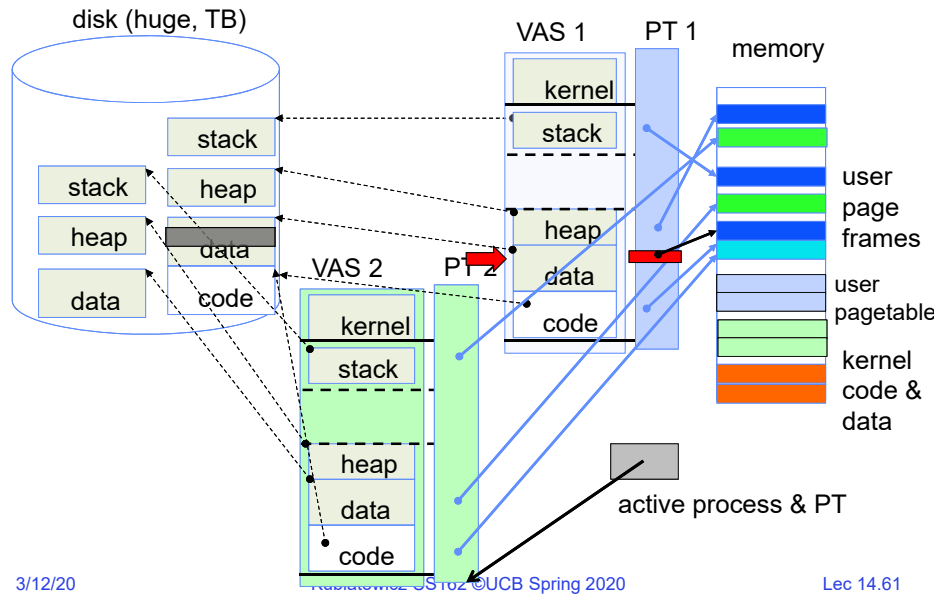 disk (huge, TB)
VAS 1
PT 1
memory
kernel
stack
stack
stack
heap
heap
data
heap
data
data
code
code
user
page
frames
user
pagetable
kernel
code &
data
VAS 2
PT 2
kernel
stack
heap
data
code
active process & PT
3/12/20
Kubiatowicz CS162 ©UCB Spring 2020
Lec 14.61